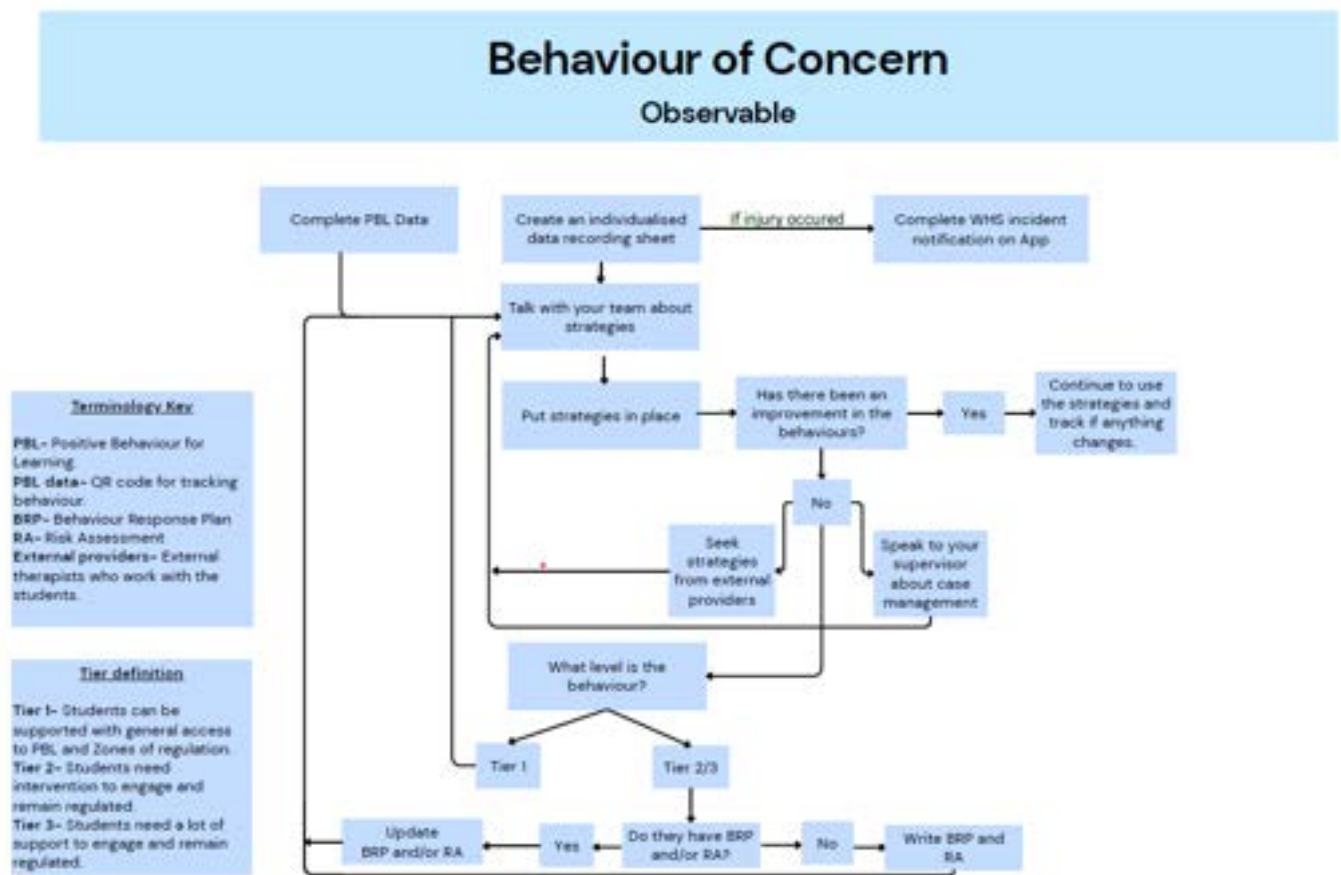 Behaviour of Concern
Observable
Complete PBL Data
Create an individualised
data recording sheet
If injury occured
Complete WHS incident
notification on App
Talk with your team about
strategies
Put strategies in place
Has there been an
improvement in the
behaviours?
Yes
Continue to use
the strategies and
track if anything
changes.
No
Seek
strategies
from external
providers
Speak to your
supervisor
about case
management
What level is the
behaviour?
Tier 1
Tier 2/3
Do they have BRP
and/or RA?
Yes
Update
BRP and/or RA
No
Write BRP and
RA
Terminology Key
PBL- Positive Behaviour for
Learning.
PBL data- QR code for tracking
behaviour.
BRP- Behaviour Response Plan
RA- Risk Assessment
External providers- External
therapists who work with the
students.
Tier definition
Tier 1- Students can be
supported with general access
to PBL and Zones of regulation.
Tier 2- Students need
intervention to engage and
remain regulated.
Tier 3- Students need a lot of
support to engage and remain
regulated.